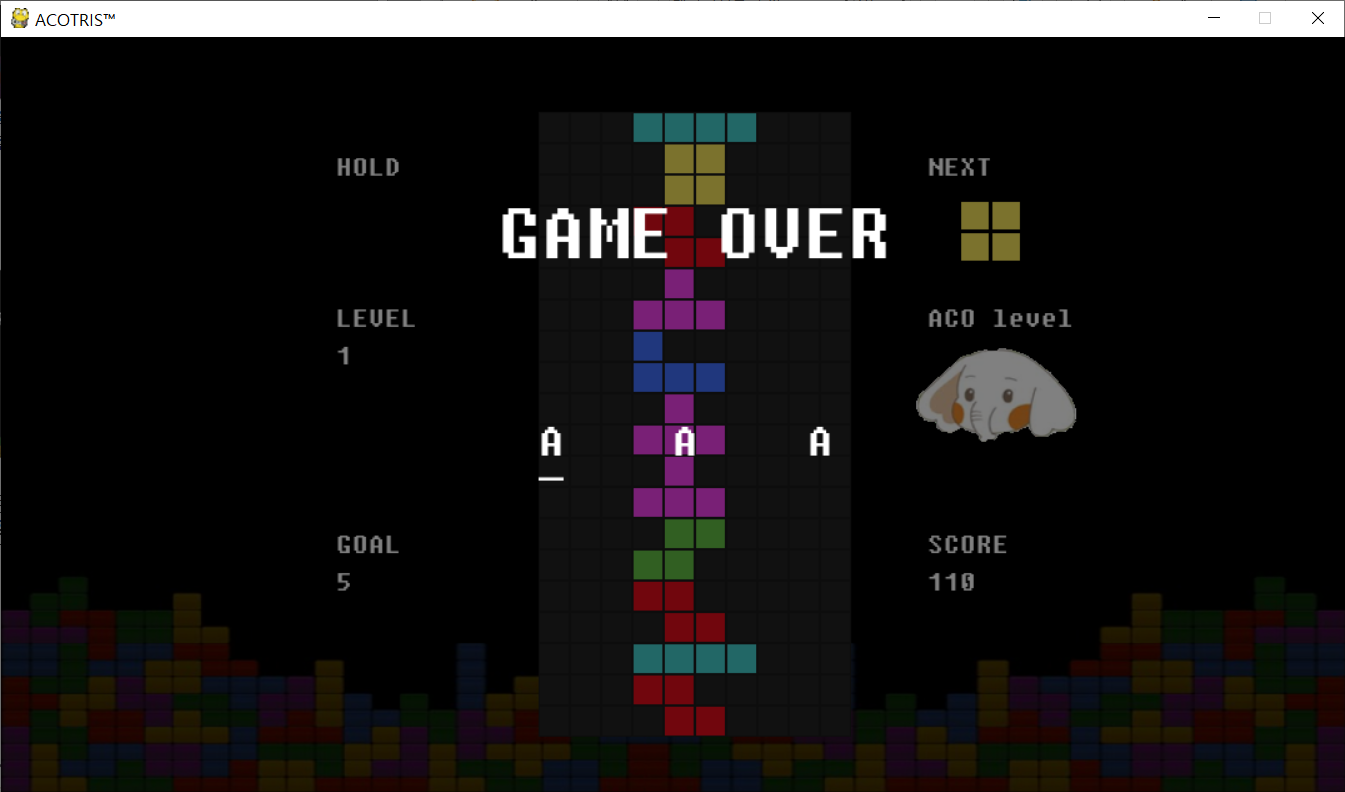 ACOTRIS™
HOLD
NEXT
GAME OVER
LEVEL
1
ACO level
A A A
GOAL
5
SCORE
110